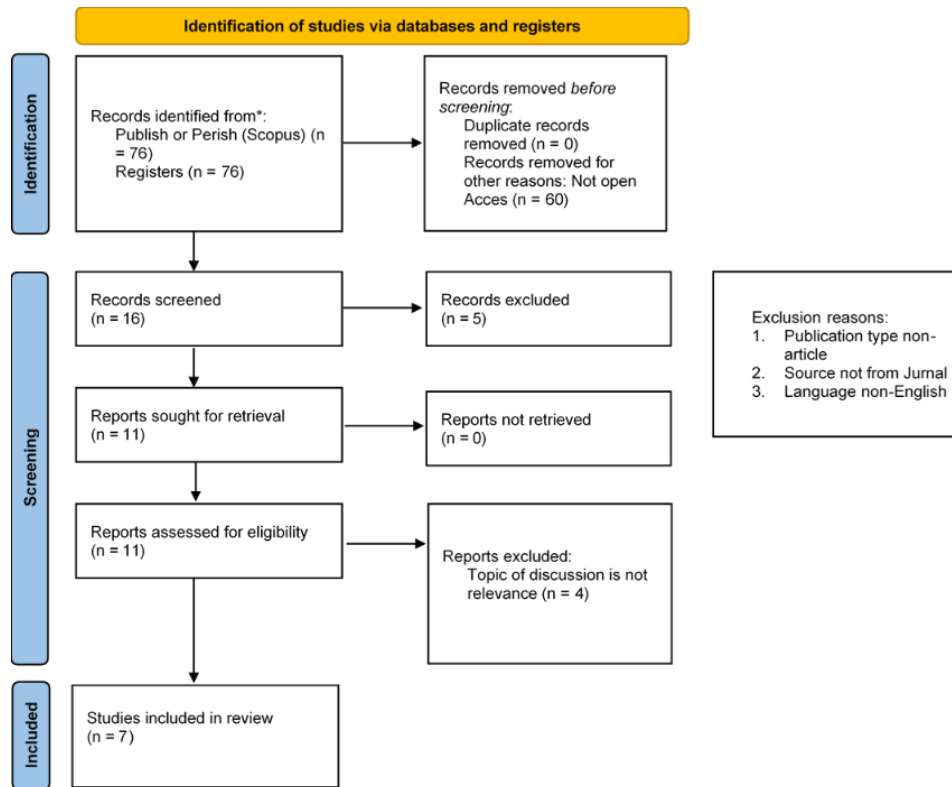 Identification of studies via databases and registers
Identification
Records identified from*:
Publish or Perish (Scopus) (n
= 76)
Registers (n = 76)
Records removed before
screening:
Duplicate records
removed (n = 0)
Records removed for
other reasons: Not open
Acces (n = 60)
Screening
Records screened
(n = 16)
Records excluded
(n = 5)
Exclusion reasons:
1. Publication type non-
article
2. Source not from Jurnal
3. Language non-English
Reports sought for retrieval
(n = 11)
Reports not retrieved
(n = 0)
Reports assessed for eligibility
(n = 11)
Reports excluded:
Topic of discussion is not
relevance (n = 4)
Included
Studies included in review
(n = 7)